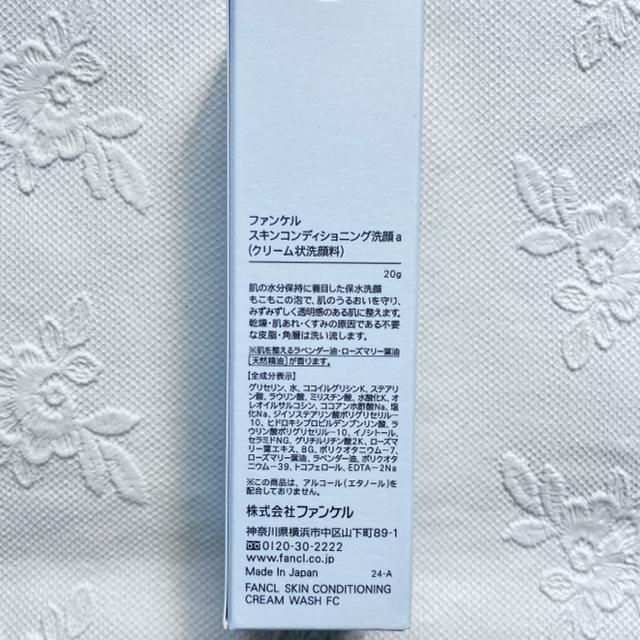 ファンケル
スキンコンディショニング洗顔a
(クリーム状洗顔料)
20g
肌の水分保持に着目した保水洗顔
もこもこの泡で、肌のうるおいを守り、
みずみずしく透明感のある肌に整えます。
乾燥・肌あれ・くすみの原因である不要
な皮脂・角層は洗い流します。
※肌を整えるラベンダー油・ローズマリー葉油
[天然精油]が香ります。
【全成分表示】
グリセリン、水、ココイルグリシンK、ステアリ
ン酸、ラウリン酸、ミリスチン酸、水酸化K、オ
レオイルサルコシン、ココアンホ酢酸Na、塩
化Na、ジイソステアリン酸ポリグリセリル−
10、ヒドロキシプロピルデンプンリン酸、ラ
ウリン酸ポリグリセリル−10、イノシトール、
セラミドNG、グリチルリチン酸2K、ローズマ
リー葉エキス、BG、ポリクオタニウム−7、
ローズマリー葉油、ラベンダー油、ポリクオタ
ニウム−39、トコフェロール、EDTA−2Na
※この商品は、アルコール(エタノール)を
配合しておりません。
株式会社ファンケル
神奈川県横浜市中区山下町89-1
0120-30-2222
www.fancl.co.jp
Made In Japan 24-A
FANCL SKIN CONDITIONING
CREAM WASH FC